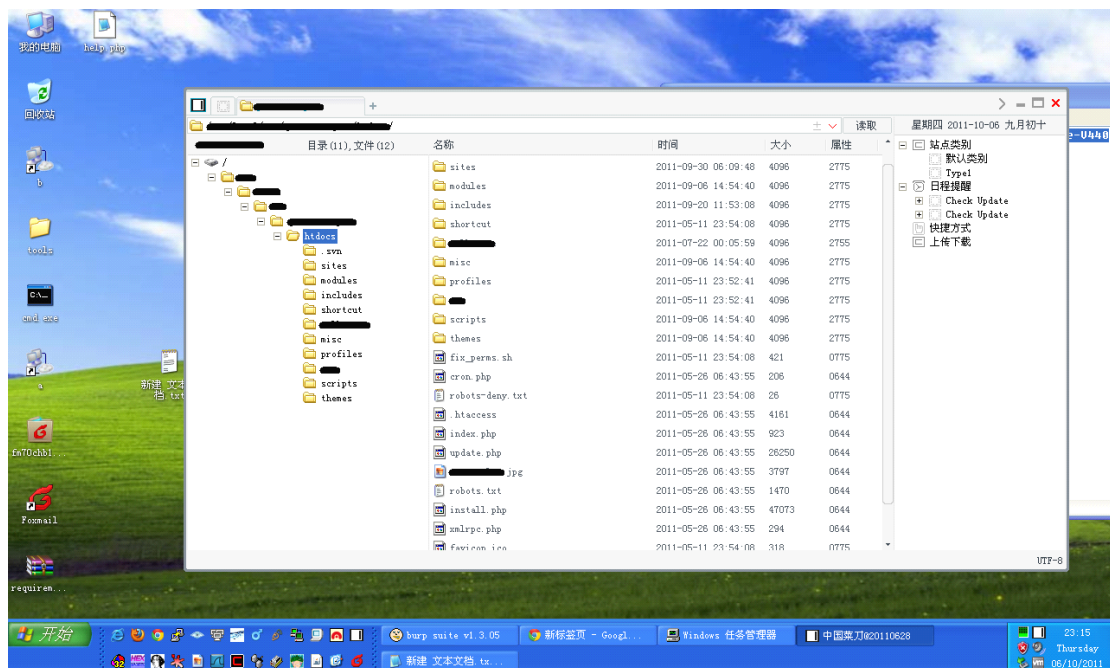 我的电脑
help.php
回收站
b
tools
cmd.exe
a
新建 文本
档.txt
fm70chb1...
Foxmail
requirem...
+
读取
星期四 2011-10-06 九月初十
目录(11),文件(12)
名称
时间
大小
属性
/
htdocs
.svn
sites
modules
includes
shortcut
misc
profiles
scripts
themes
sites 2011-09-30 06:09:48 4096 2775
modules 2011-09-06 14:54:40 4096 2775
includes 2011-09-20 11:53:08 4096 2775
shortcut 2011-05-11 23:54:08 4096 2775
2011-07-22 00:05:59 4096 2755
misc 2011-09-06 14:54:40 4096 2775
profiles 2011-05-11 23:52:41 4096 2775
2011-05-11 23:52:41 4096 2775
scripts 2011-09-06 14:54:40 4096 2775
themes 2011-09-06 14:54:40 4096 2775
fix_perms.sh 2011-05-11 23:54:08 421 0775
cron.php 2011-05-26 06:43:55 206 0644
robots-deny.txt 2011-05-11 23:54:08 26 0775
.htaccess 2011-05-26 06:43:55 4161 0644
index.php 2011-05-26 06:43:55 923 0644
update.php 2011-05-26 06:43:55 26250 0644
jpg 2011-05-26 06:43:55 3797 0644
robots.txt 2011-05-26 06:43:55 1470 0644
install.php 2011-05-26 06:43:55 47073 0644
xmlrpc.php 2011-05-26 06:43:55 294 0644
favicon.ico 2011-05-11 23:54:08 318 0775
站点类别
默认类别
Type1
日程提醒
Check Update
Check Update
快捷方式
上传下载
UTF-8
e-U440
开始
burp suite v1.3.05
新标签页 - Googl...
Windows 任务管理器
中国菜刀@20110628
新建 文本文档.tx...
23:15
Thursday
06/10/2011